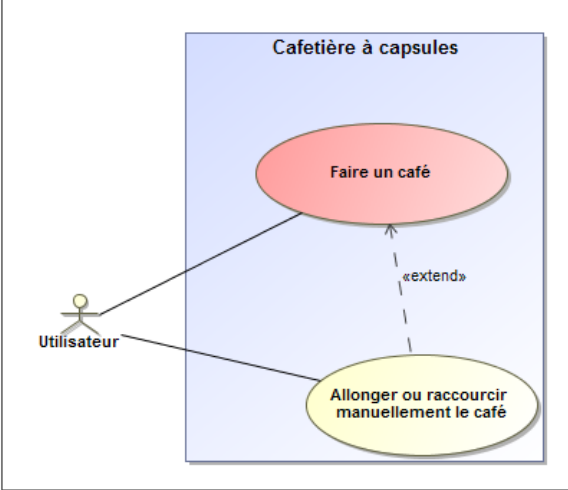 Cafetière à capsules
Faire un café
«extend»
Utilisateur
Allonger ou raccourcir
manuellement le café